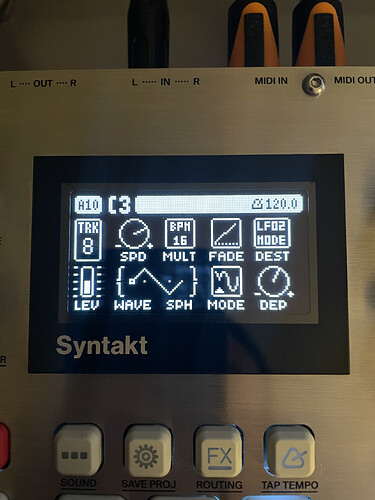 L ···· OUT ···· R
L ····· IN ····· R
MIDI IN
MIDI OUT
A10 [3 120.0
TRK 8
BPM 16
LFO2 MODE
SPD MULT FADE DEST
LEV WAVE SPH MODE DEP
Syntakt
R
FX
SOUND
SAVE PROJ
ROUTING
TAP TEMPO